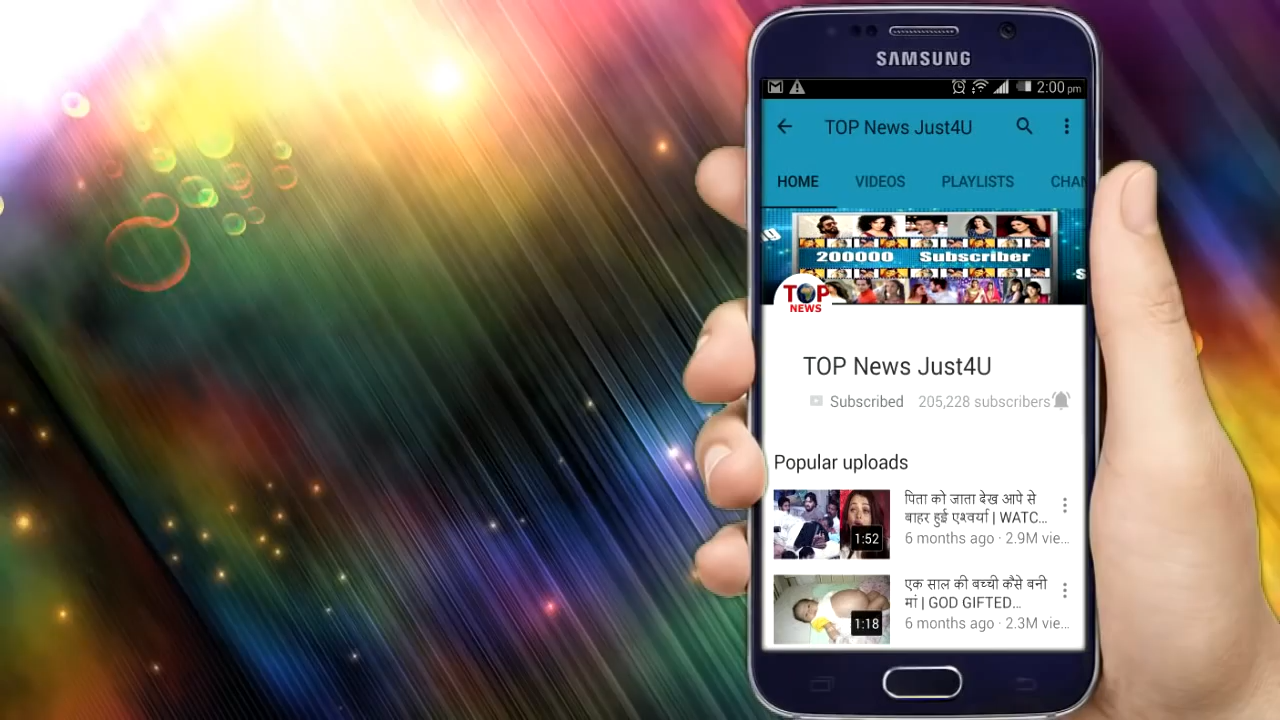 SAMSUNG
2:00 pm
TOP News Just4U
HOME VIDEOS PLAYLISTS CHAN
200000 Subscriber
TOP
NEWS
TOP News Just4U
Subscribed 205,228 subscribers
Popular uploads
पिता को जाता देख आपे से
बाहर हुई एश्वर्या | WATC...
1:52
6 months ago · 2.9M vie...
एक साल की बच्ची कैसे बनी
मां | GOD GIFTED...
1:18
6 months ago · 2.3M vie...